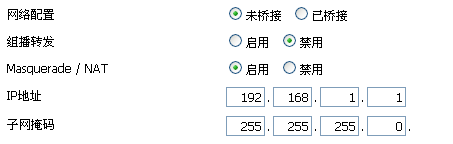 网络配置 未桥接 已桥接
组播转发 启用 禁用
Masquerade / NAT 启用 禁用
IP地址 192. 168. 1. 1
子网掩码 255. 255. 255. 0.